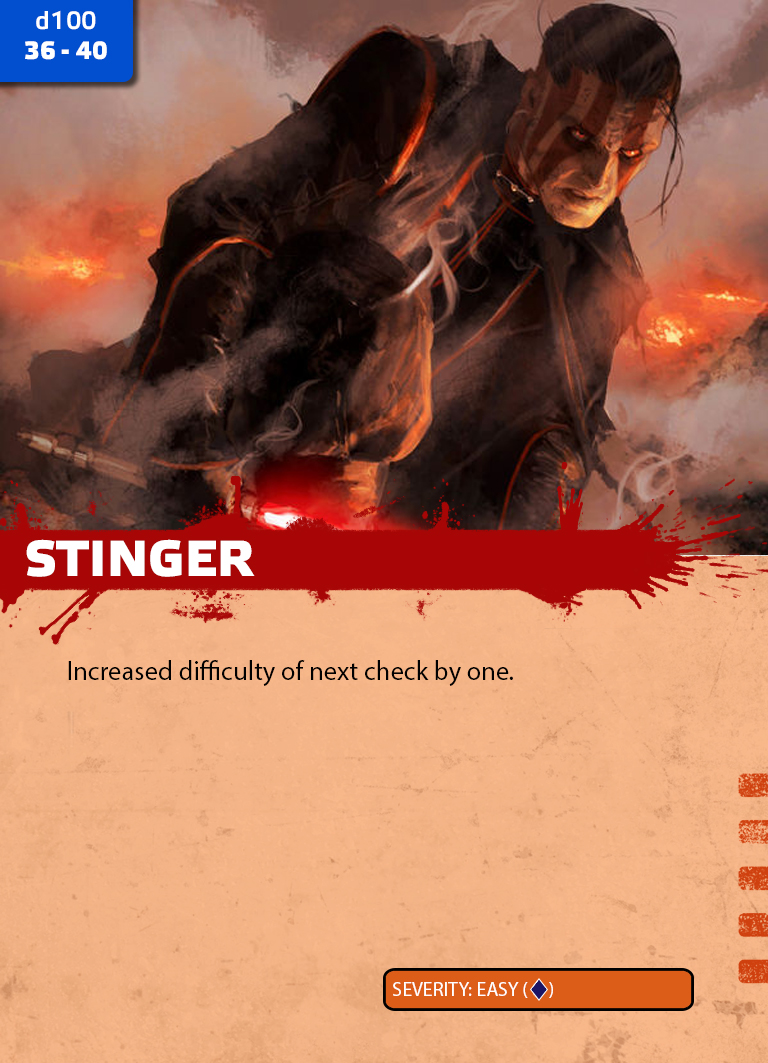 d100
36 - 40
STINGER
Increased difficulty of next check by one.
SEVERITY: EASY (◆)